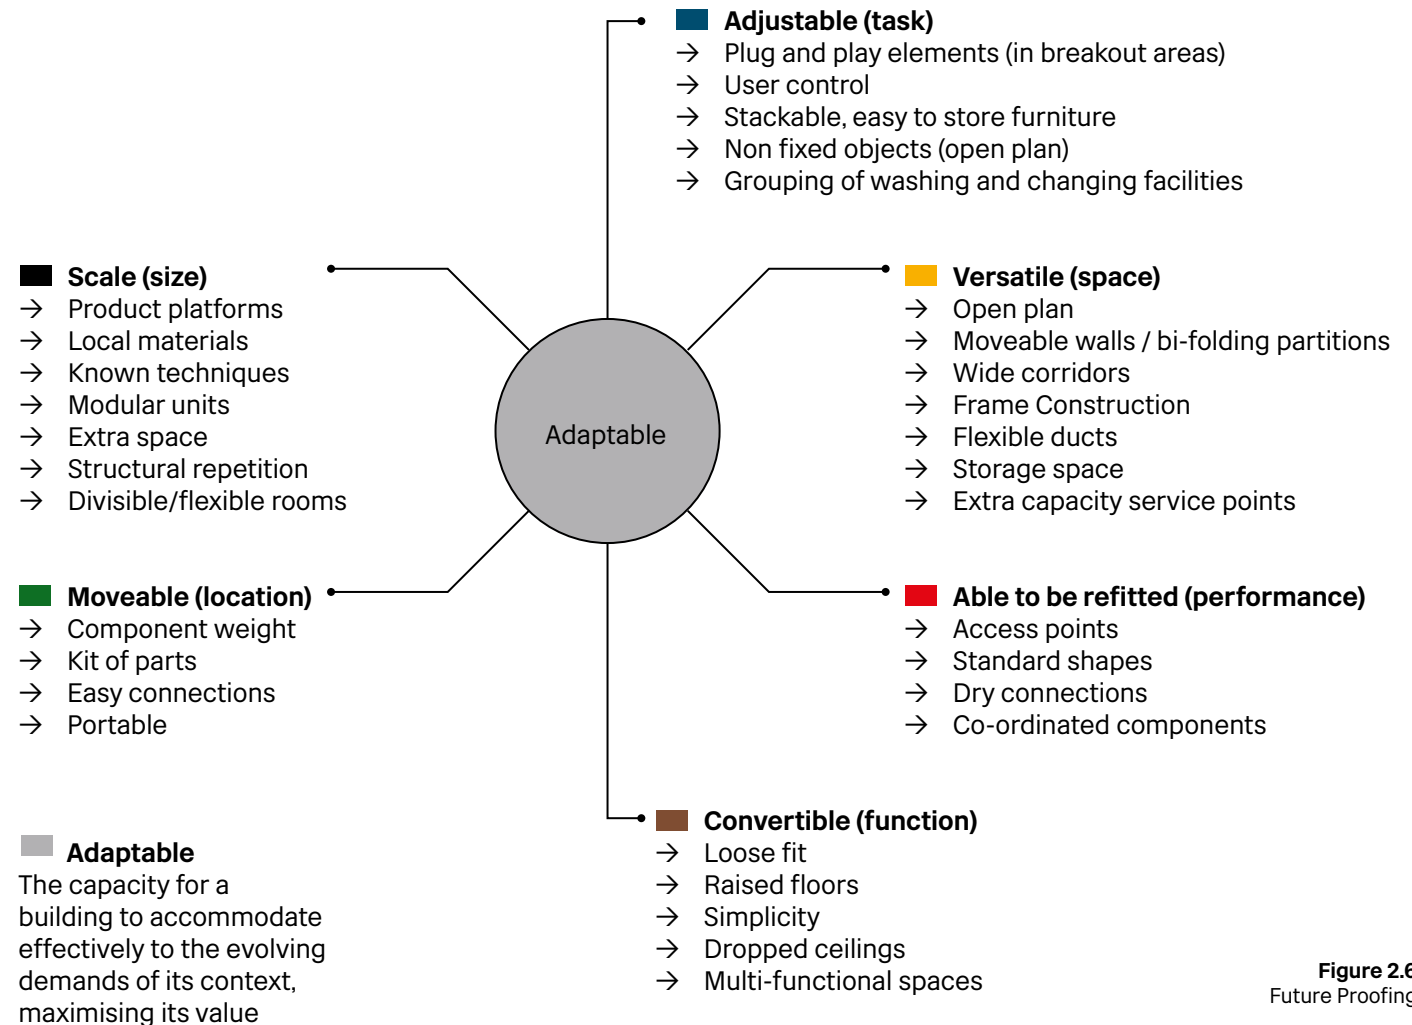 Adjustable (task)
→ Plug and play elements (in breakout areas)
→ User control
→ Stackable, easy to store furniture
→ Non fixed objects (open plan)
→ Grouping of washing and changing facilities
Scale (size)
→ Product platforms
→ Local materials
→ Known techniques
→ Modular units
→ Extra space
→ Structural repetition
→ Divisible/flexible rooms
Versatile (space)
→ Open plan
→ Moveable walls / bi-folding partitions
→ Wide corridors
→ Frame Construction
→ Flexible ducts
→ Storage space
→ Extra capacity service points
Adaptable
Moveable (location)
→ Component weight
→ Kit of parts
→ Easy connections
→ Portable
Able to be refitted (performance)
→ Access points
→ Standard shapes
→ Dry connections
→ Co-ordinated components
Convertible (function)
→ Loose fit
→ Raised floors
→ Simplicity
→ Dropped ceilings
→ Multi-functional spaces
Adaptable
The capacity for a
building to accommodate
effectively to the evolving
demands of its context,
maximising its value
Figure 2.6
Future Proofing